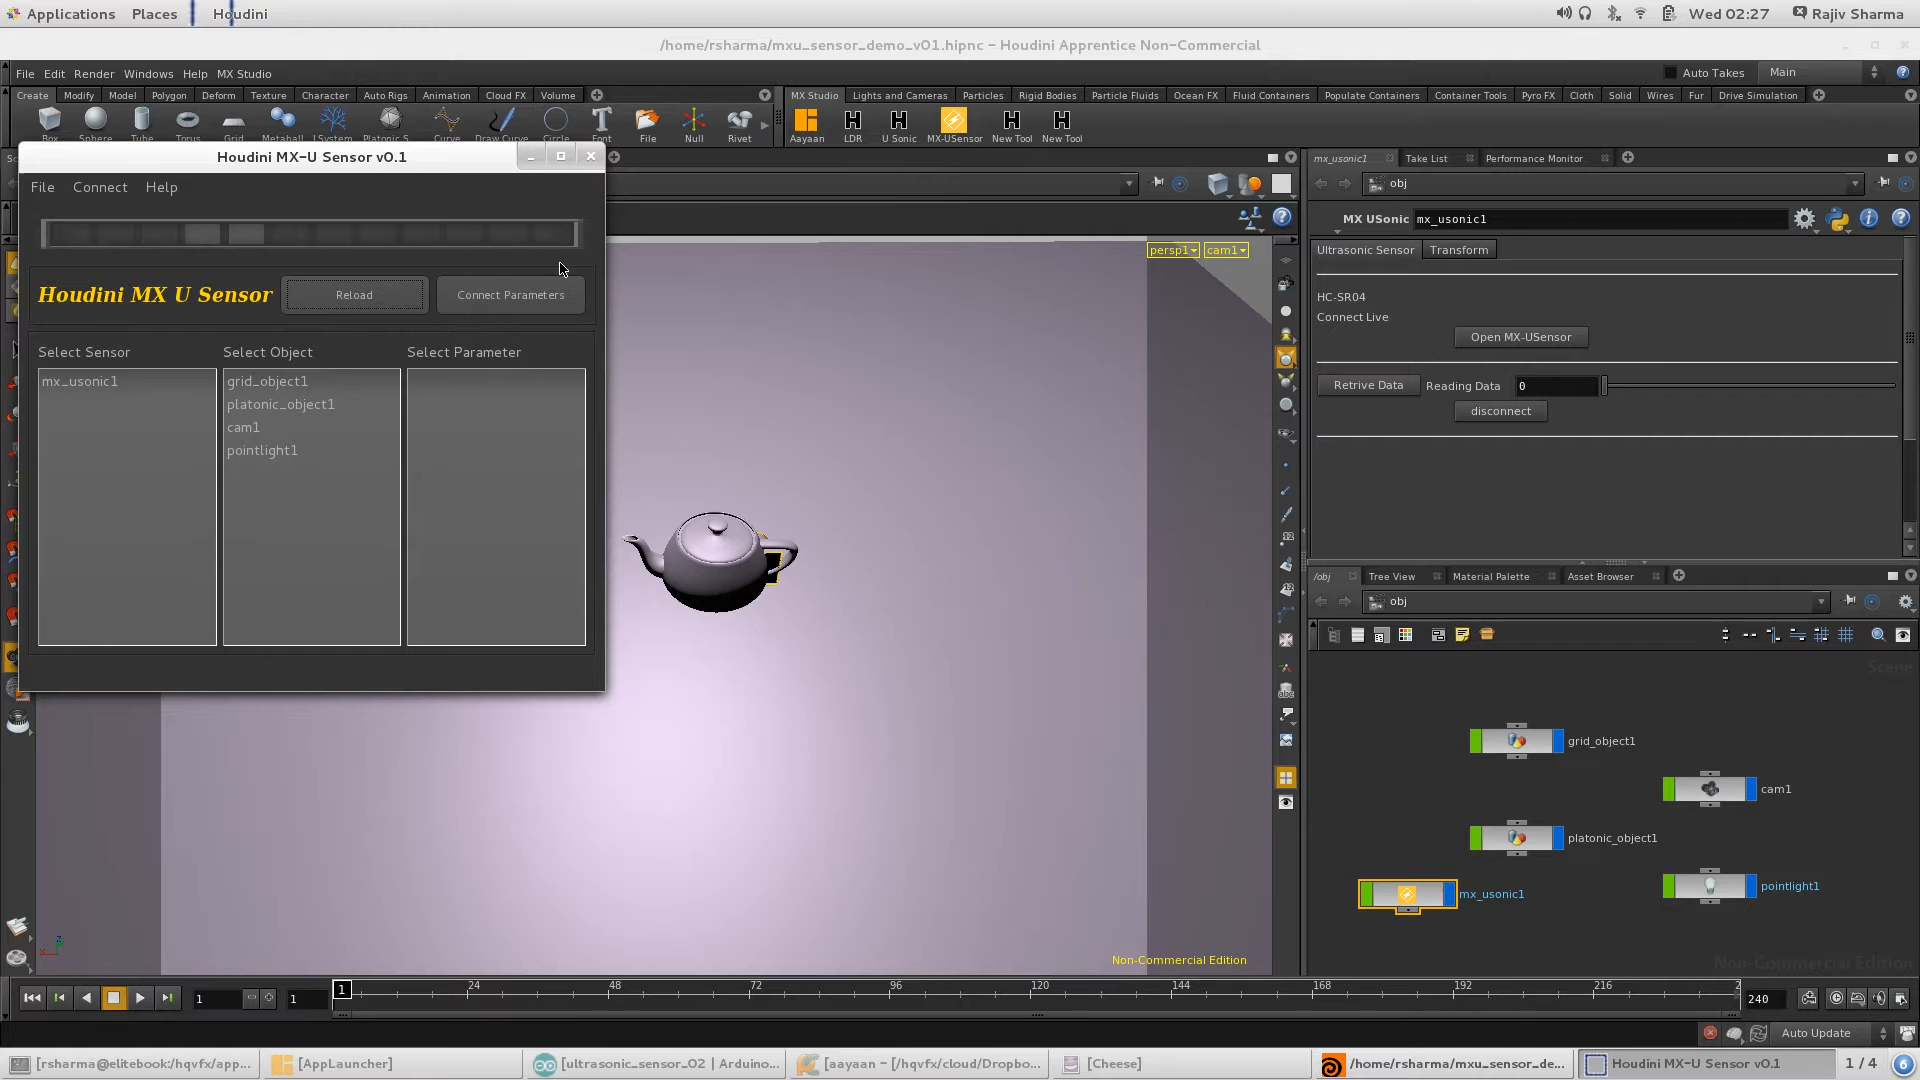 Applications Places Houdini Wed 02:27 Rajiv Sharma
/home/rsharma/mxu_sensor_demo_v01.hipnc - Houdini Apprentice Non-Commercial
File Edit Render Windows Help MX Studio Auto Takes Main
Create Modify Model Polygon Deform Texture Character Auto Rigs Animation Cloud FX Volume MX Studio Lights and Cameras Particles Rigid Bodies Particle Fluids Ocean FX Fluid Containers Populate Containers Container Tools Pyro FX Cloth Solid Wires Fur Drive Simulation
Box Sphere Tube Torus Grid Metaball LSystem Platonic S Curve Draw Curve Circle Font File Null Rivet Aayaan LDR U Sonic MX-USensor New Tool New Tool
Houdini MX-U Sensor v0.1
mx_usonic1 Take List Performance Monitor
File Connect Help
obj
MX USonic mx_usonic1
persp1 cam1
Ultrasonic Sensor Transform
Houdini MX U Sensor Reload Connect Parameters
HC-SR04
Connect Live
Open MX-USensor
Select Sensor Select Object Select Parameter
mx_usonic1
grid_object1
platonic_object1
cam1
pointlight1
Retrive Data Reading Data 0
disconnect
/obj Tree View Material Palette Asset Browser
obj
Scene
grid_object1
cam1
platonic_object1
pointlight1
mx_usonic1
Non-Commercial Edition
Non-Commercial Edition
1 1 1 24 48 72 96 120 144 168 192 216 2 240
Auto Update
[rsharma@elitebook:/hqvfx/app... [AppLauncher] [ultrasonic_sensor_02 | Arduino... [aayaan - [/hqvfx/cloud/Dropbo... [Cheese] /home/rsharma/mxu_sensor_de... Houdini MX-U Sensor v0.1 1 / 4 6